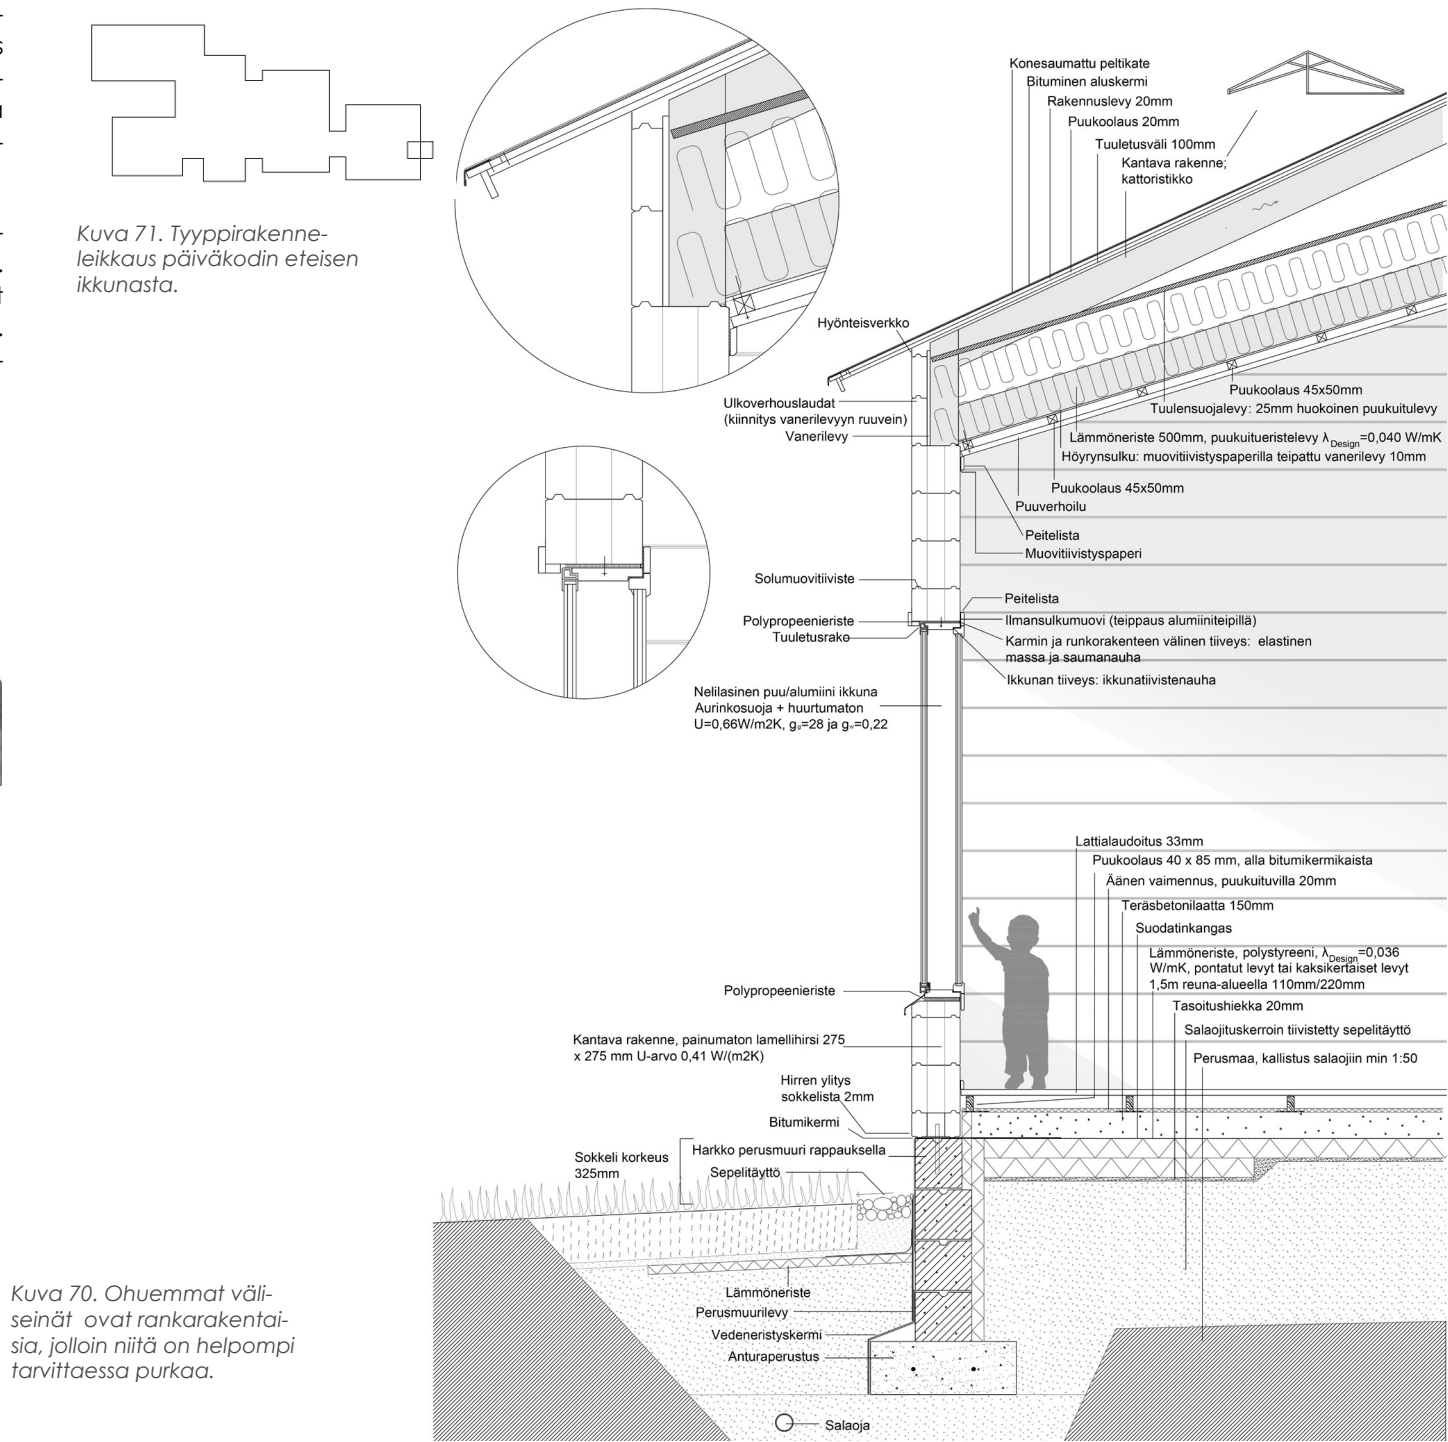 Kuva 71. Tyyppirakenne-
leikkaus päiväkodin eteisen
ikkunasta.
Konesaumattu peltikate
Bituminen aluskermi
Rakennuslevy 20mm
Puukoolaus 20mm
Tuuletusväli 100mm
Kantava rakenne;
kattoristikko
Hyönteisverkko
Ulkoverhouslaudat
(kiinnitys vanerilevyyn ruuvein)
Vanerilevy
Puukoolaus 45x50mm
Tuulensuojalevy: 25mm huokoinen puukuitulevy
Lämmöneriste 500mm, puukuitueristelevy λDesign=0,040 W/mK
Höyrynsulku: muovitiivistyspaperilla teipattu vanerilevy 10mm
Puukoolaus 45x50mm
Puuverhoilu
Peitelista
Muovitiivistyspaperi
Solumuovitiiviste
Polypropeenieriste
Tuuletusrako
Peitelista
Ilmansulkumuovi (teippaus alumiiniteipillä)
Karmin ja runkorakenteen välinen tiiveys: elastinen
massa ja saumanauha
Ikkunan tiiveys: ikkunatiivistenauha
Nelilasinen puu/alumiini ikkuna
Aurinkosuoja + huurtumaton
U=0,66W/m2K, gg=28 ja gw=0,22
Lattialaudoitus 33mm
Puukoolaus 40 x 85 mm, alla bitumikermikaista
Äänen vaimennus, puukuituvilla 20mm
Teräsbetonilaatta 150mm
Suodatinkangas
Lämmöneriste, polystyreeni, λDesign=0,036
W/mK, pontatut levyt tai kaksikertaiset levyt
1,5m reuna-alueella 110mm/220mm
Tasoitushiekka 20mm
Salaojituskerroin tiivistetty sepelitäyttö
Perusmaa, kallistus salaojiin min 1:50
Polypropeenieriste
Kantava rakenne, painumaton lamellihirsi 275
x 275 mm U-arvo 0,41 W/(m2K)
Hirren ylitys
sokkelista 2mm
Bitumikermi
Harkko perusmuuri rappauksella
Sokkeli korkeus
325mm
Sepelitäyttö
Lämmöneriste
Perusmuurilevy
Vedeneristyskermi
Anturaperustus
Salaoja
Kuva 70. Ohuemmat väli-
seinät ovat rankarakentai-
sia, jolloin niitä on helpompi
tarvittaessa purkaa.